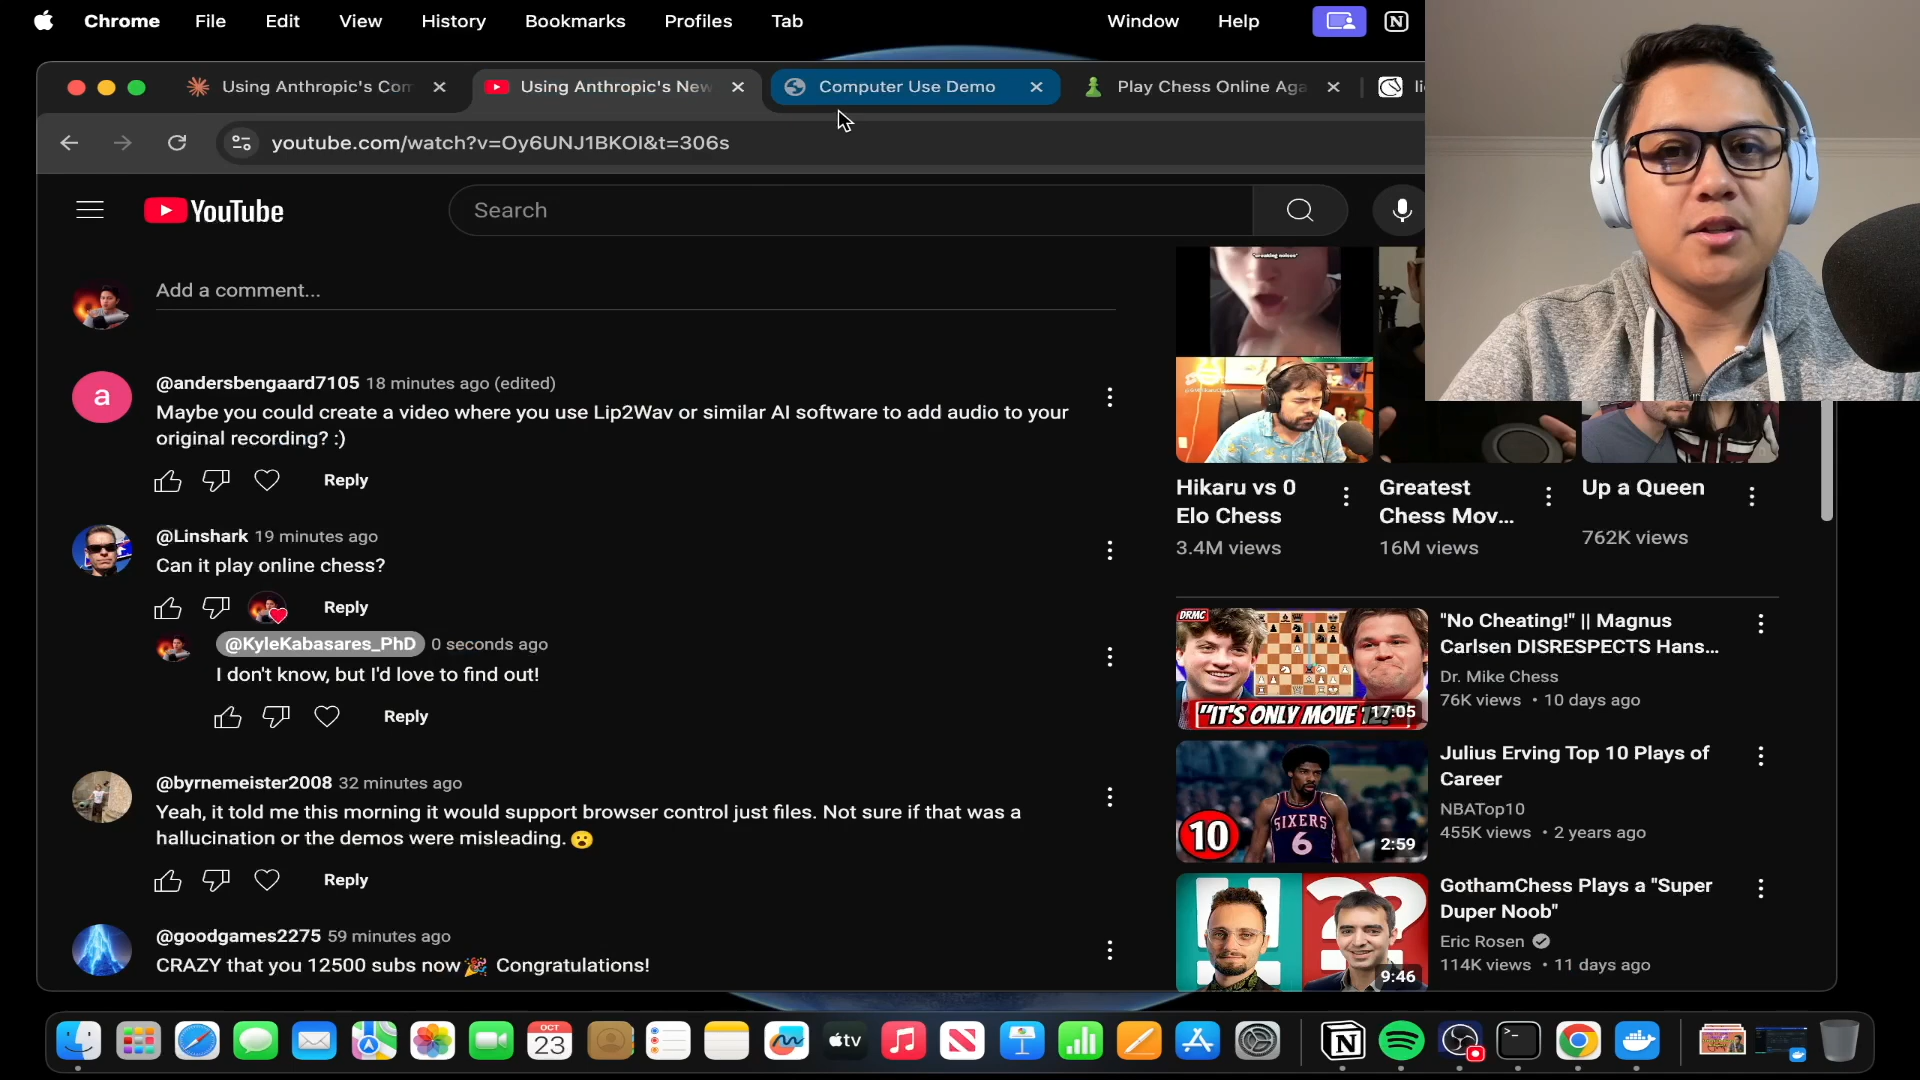 Chrome File Edit View History Bookmarks Profiles Tab Window Help
Using Anthropic's Com
Using Anthropic's New
Computer Use Demo
Play Chess Online Aga
youtube.com/watch?v=Oy6UNJ1BKOI&t=306s
YouTube
Search
Add a comment...
@andersbengaard7105 18 minutes ago (edited)
Maybe you could create a video where you use Lip2Wav or similar AI software to add audio to your
original recording? :)
Reply
@Linshark 19 minutes ago
Can it play online chess?
Reply
@KyleKabasares_PhD 0 seconds ago
I don't know, but I'd love to find out!
Reply
@byrnemeister2008 32 minutes ago
Yeah, it told me this morning it would support browser control just files. Not sure if that was a
hallucination or the demos were misleading. 😮
Reply
@goodgames2275 59 minutes ago
CRAZY that you 12500 subs now🎉 Congratulations!
Hikaru vs 0
Elo Chess
3.4M views
Greatest
Chess Mov...
16M views
Up a Queen
762K views
DRMC
"IT'S ONLY MOVE
17:05
"No Cheating!" || Magnus
Carlsen DISRESPECTS Hans...
Dr. Mike Chess
76K views • 10 days ago
10
SIXERS
6
2:59
Julius Erving Top 10 Plays of
Career
NBATop10
455K views • 2 years ago
!!
??
9:46
GothamChess Plays a "Super
Duper Noob"
Eric Rosen
114K views • 11 days ago
OCT
23
tv